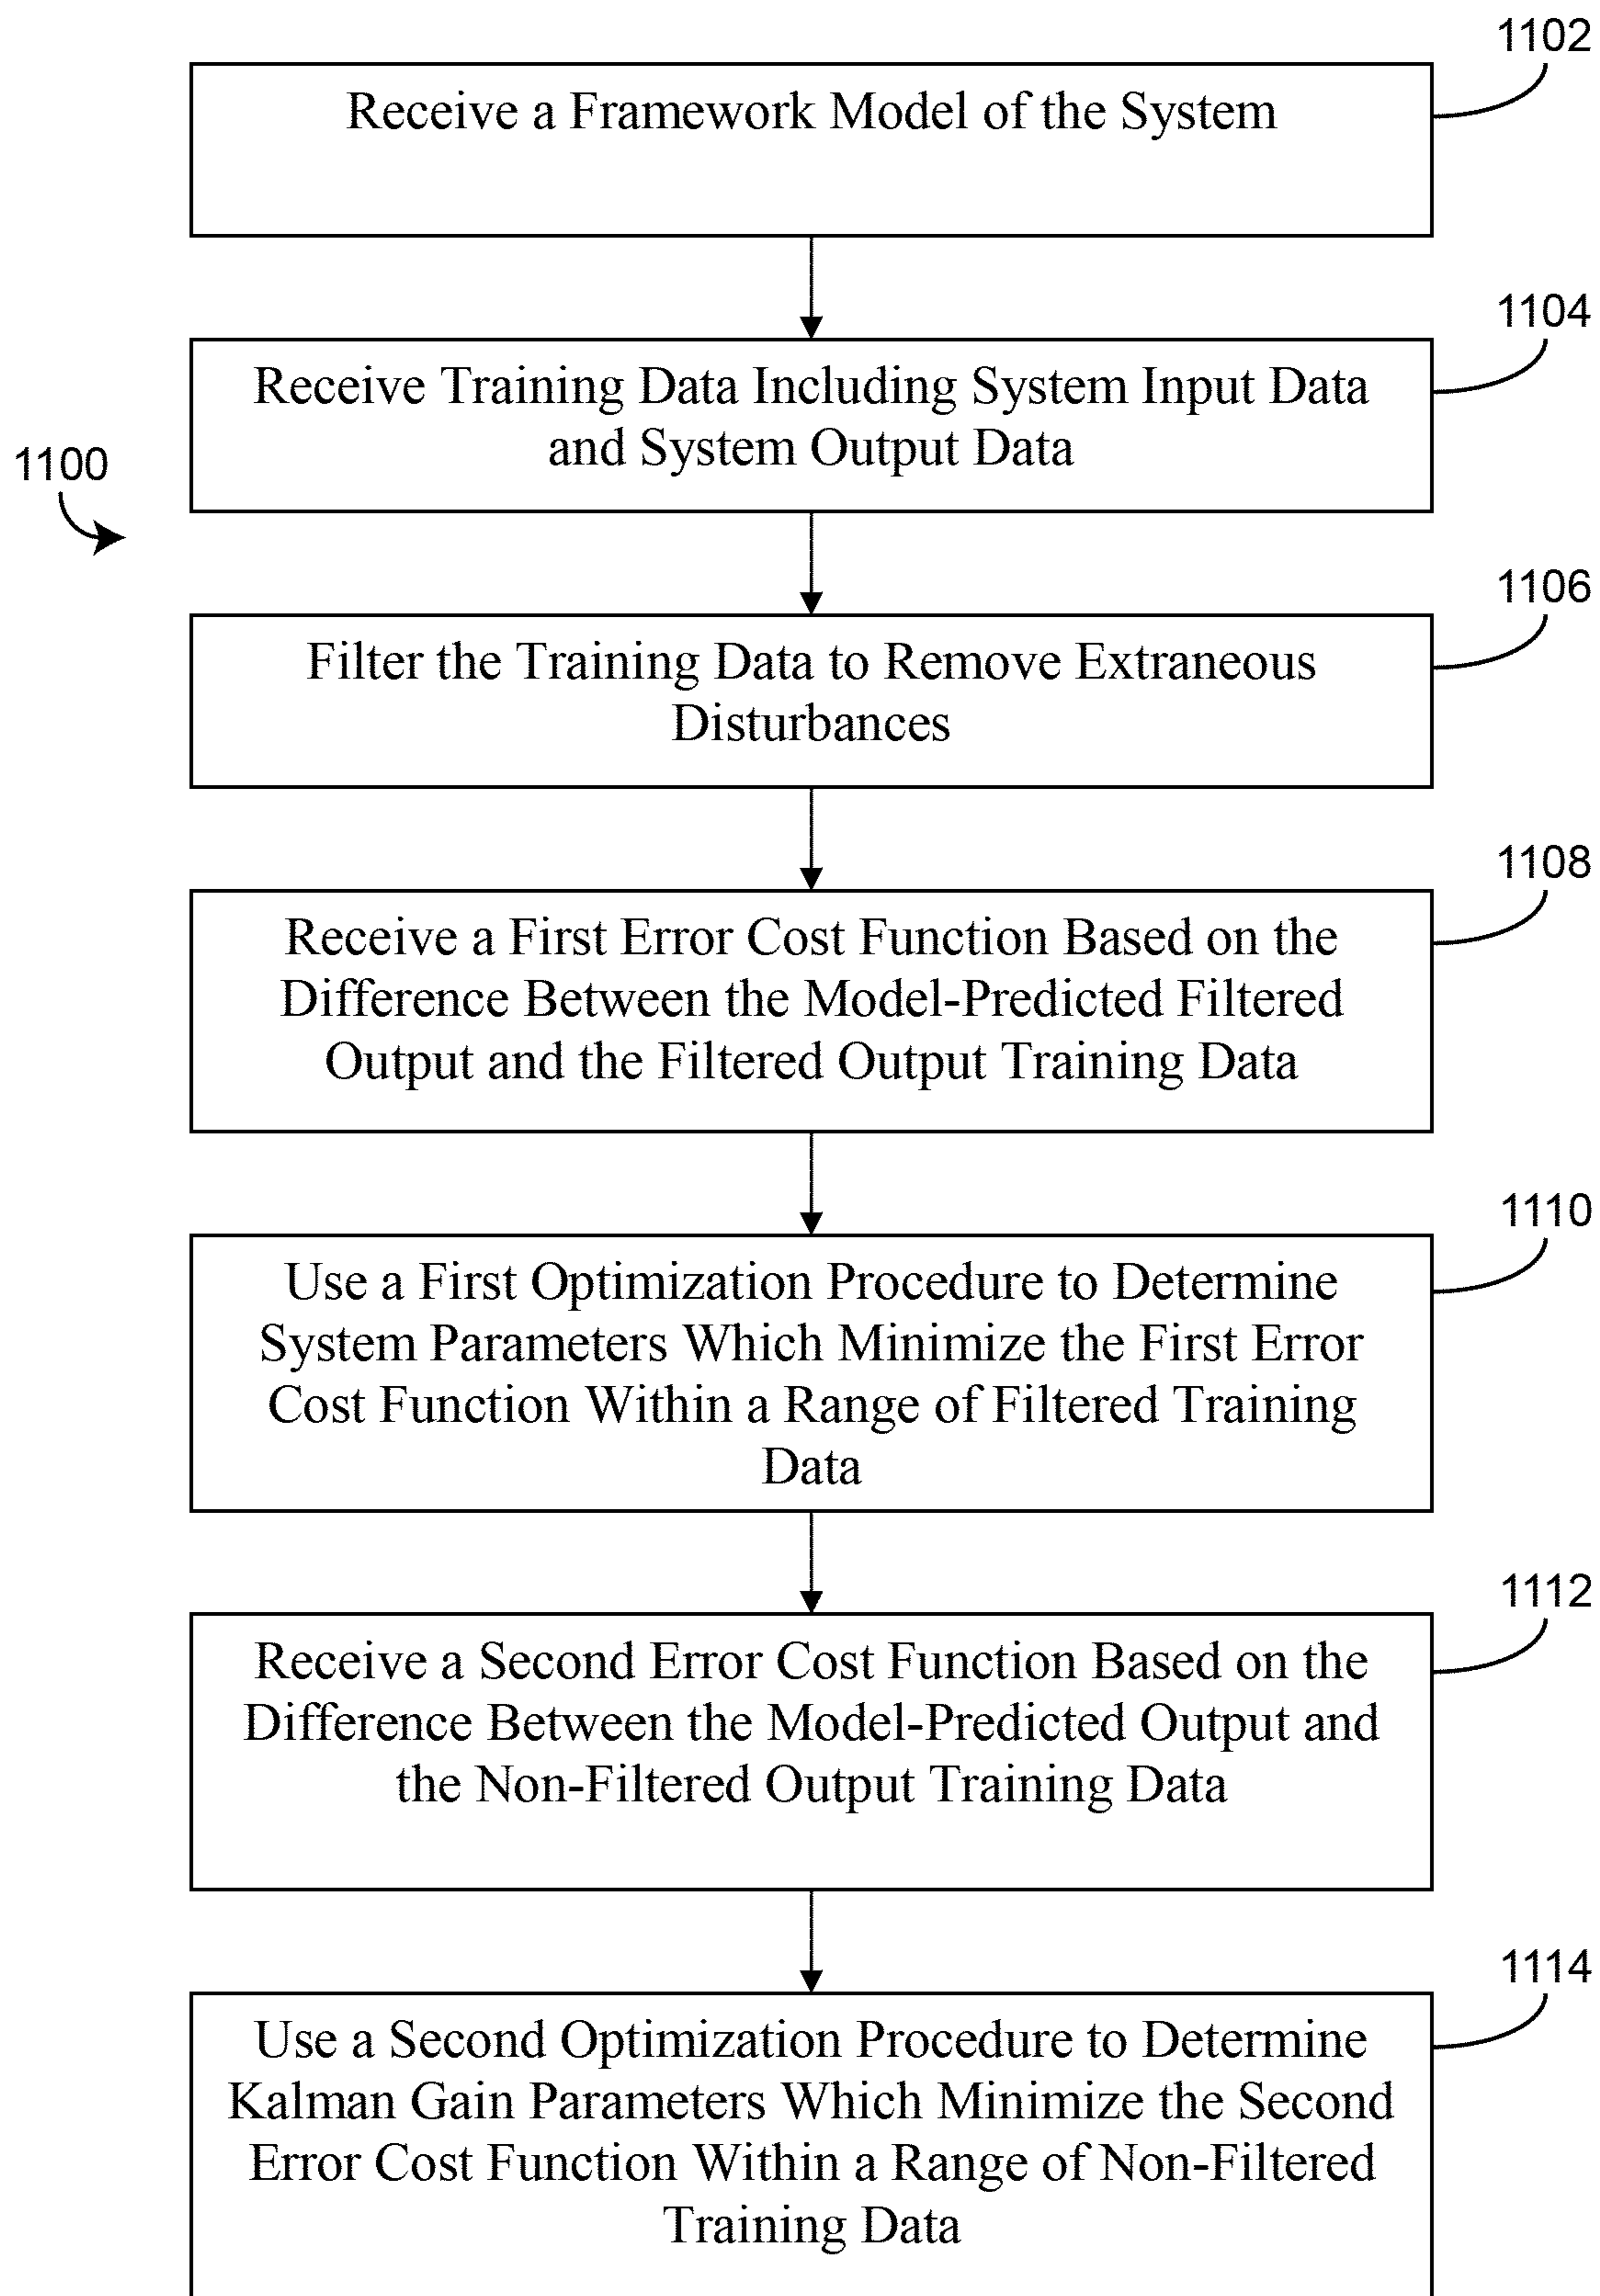 1102
Receive a Framework Model of the System
1104
Receive Training Data Including System Input Data
and System Output Data
1100
1106
Filter the Training Data to Remove Extraneous
Disturbances
1108
Receive a First Error Cost Function Based on the
Difference Between the Model-Predicted Filtered
Output and the Filtered Output Training Data
1110
Use a First Optimization Procedure to Determine
System Parameters Which Minimize the First Error
Cost Function Within a Range of Filtered Training
Data
1112
Receive a Second Error Cost Function Based on the
Difference Between the Model-Predicted Output and
the Non-Filtered Output Training Data
1114
Use a Second Optimization Procedure to Determine
Kalman Gain Parameters Which Minimize the Second
Error Cost Function Within a Range of Non-Filtered
Training Data